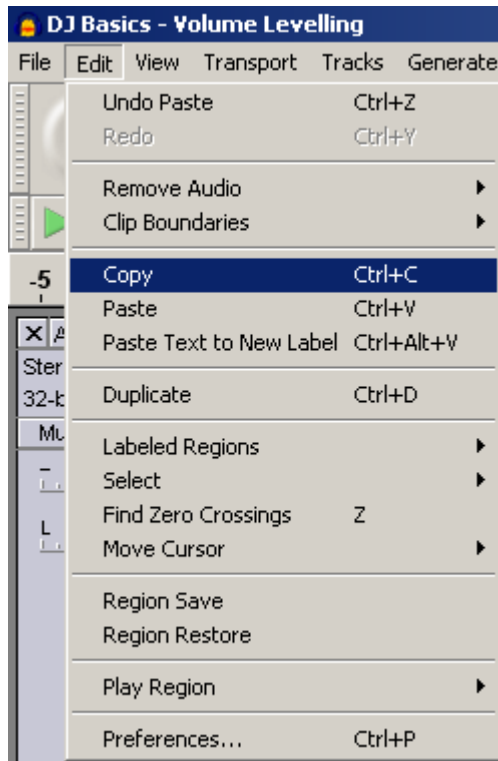 DJ Basics - Volume Levelling
File Edit View Transport Tracks Generate
Undo Paste Ctrl+Z
Redo Ctrl+Y
Remove Audio
Clip Boundaries
-5
Copy Ctrl+C
Paste Ctrl+V
Paste Text to New Label Ctrl+Alt+V
Duplicate Ctrl+D
Labeled Regions
Select
Find Zero Crossings Z
Move Cursor
L
Region Save
Region Restore
Play Region
Preferences... Ctrl+P